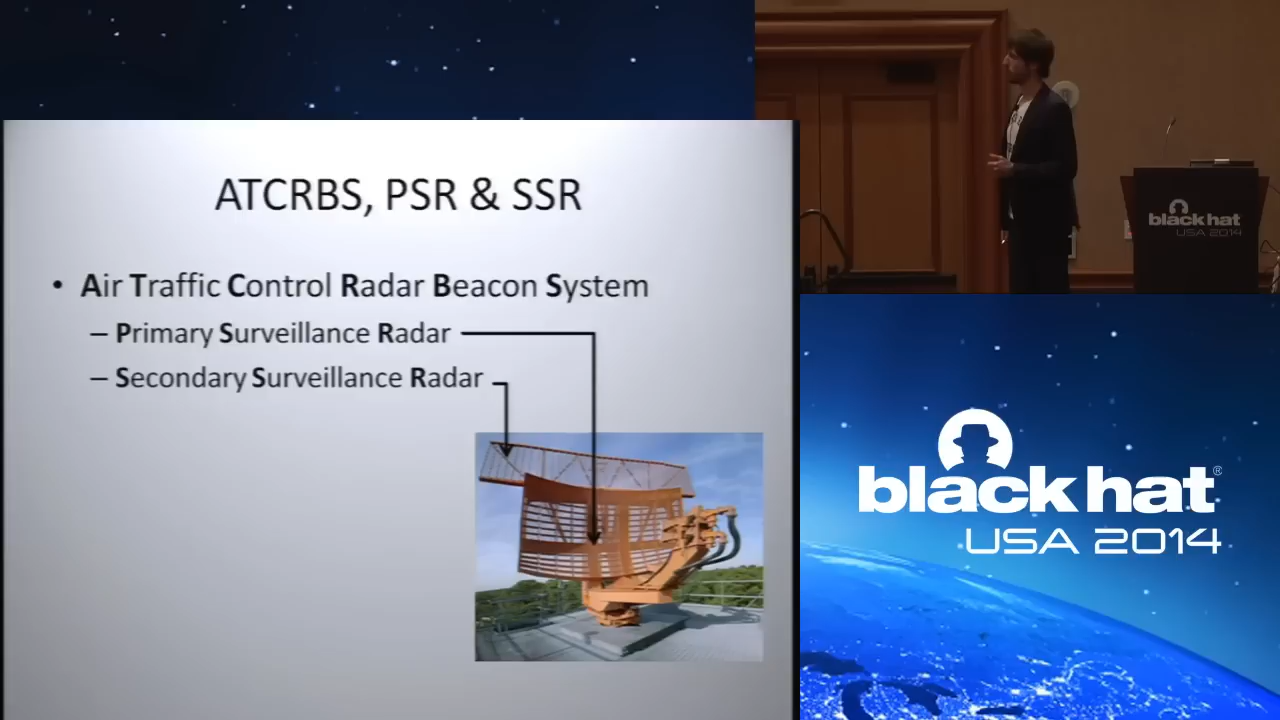 ATCRBS, PSR & SSR
• Air Traffic Control Radar Beacon System
– Primary Surveillance Radar
– Secondary Surveillance Radar
black hat
USA 2014
black hat®
USA 2014